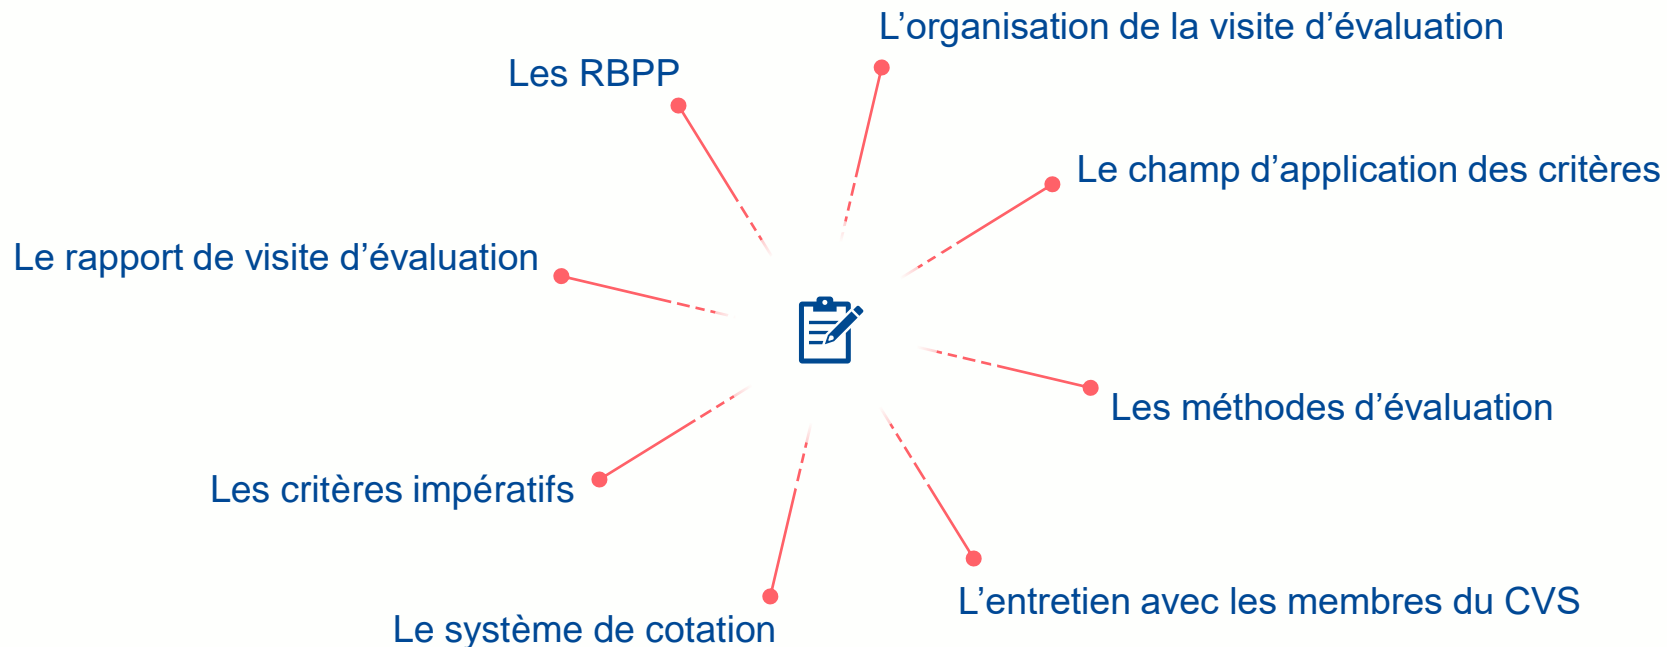 L’organisation de la visite d’évaluation
Les RBPP
Le champ d’application des critères
Le rapport de visite d’évaluation
Les méthodes d’évaluation
Les critères impératifs
L’entretien avec les membres du CVS
Le système de cotation